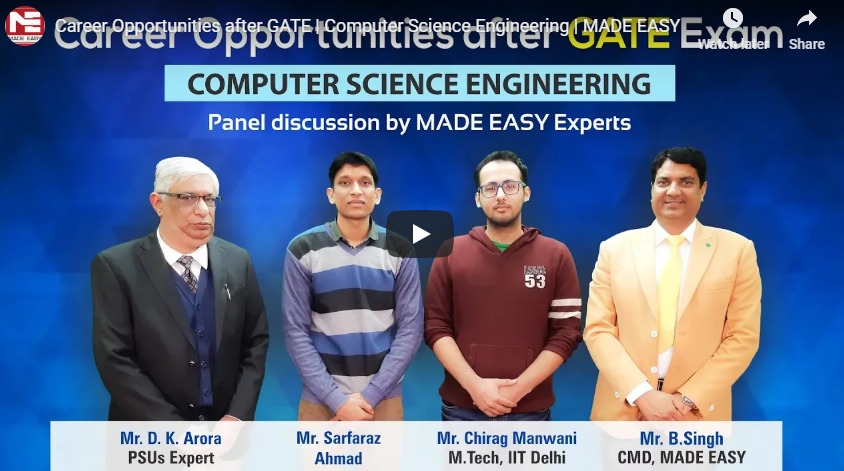 MADE EASY
Career Opportunities after GATE | Computer Science Engineering | MADE EASY
Watch later
Share
Career Opportunities after GATE Exam
COMPUTER SCIENCE ENGINEERING
Panel discussion by MADE EASY Experts
53
Mr. D. K. Arora
PSUs Expert
Mr. Sarfaraz
Ahmad
Mr. Chirag Manwani
M.Tech, IIT Delhi
Mr. B.Singh
CMD, MADE EASY